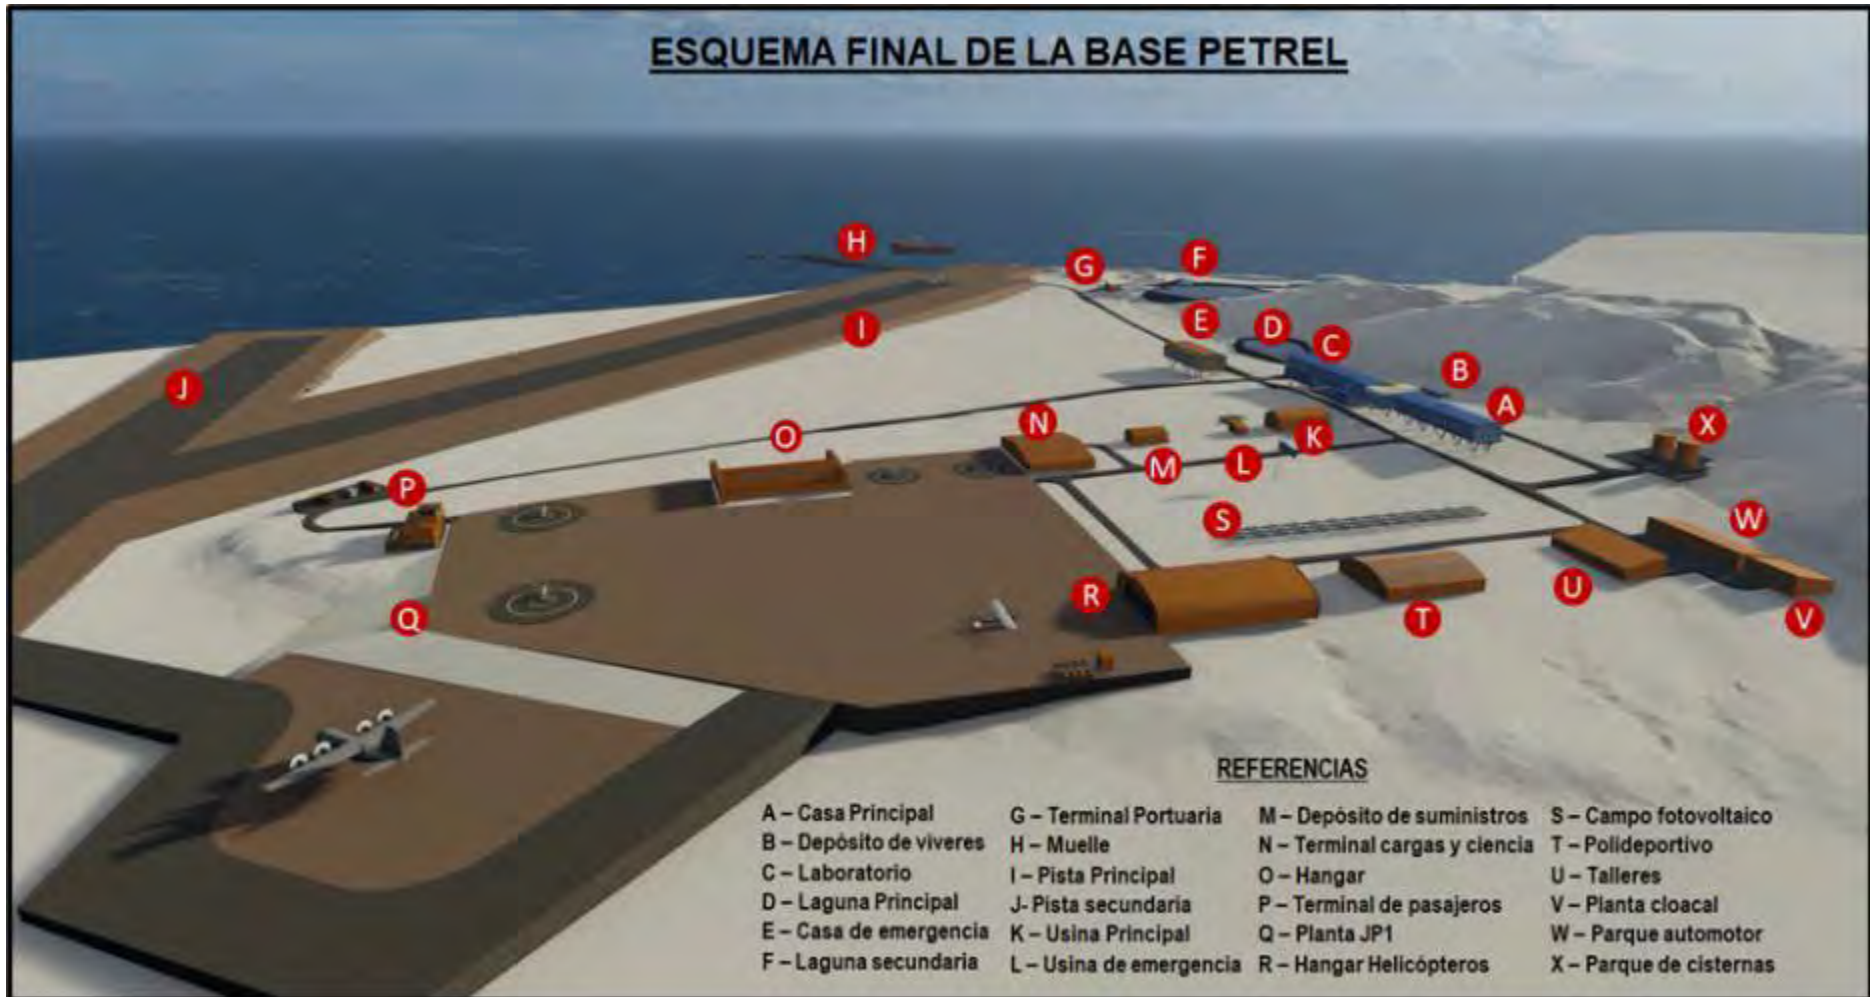 ESQUEMA FINAL DE LA BASE PETREL
H
G
F
I
E
D
C
J
B
A
O
N
K
X
P
M
L
S
W
R
U
Q
T
V
REFERENCIAS
A – Casa Principal
B – Depósito de viveres
C – Laboratorio
D – Laguna Principal
E – Casa de emergencia
F – Laguna secundaria
G – Terminal Portuaria
H – Muelle
I – Pista Principal
J- Pista secundaria
K – Usina Principal
L – Usina de emergencia
M – Depósito de suministros
N – Terminal cargas y ciencia
O – Hangar
P – Terminal de pasajeros
Q – Planta JP1
R – Hangar Helicópteros
S – Campo fotovoltaico
T – Polideportivo
U – Talleres
V – Planta cloacal
W – Parque automotor
X – Parque de cisternas